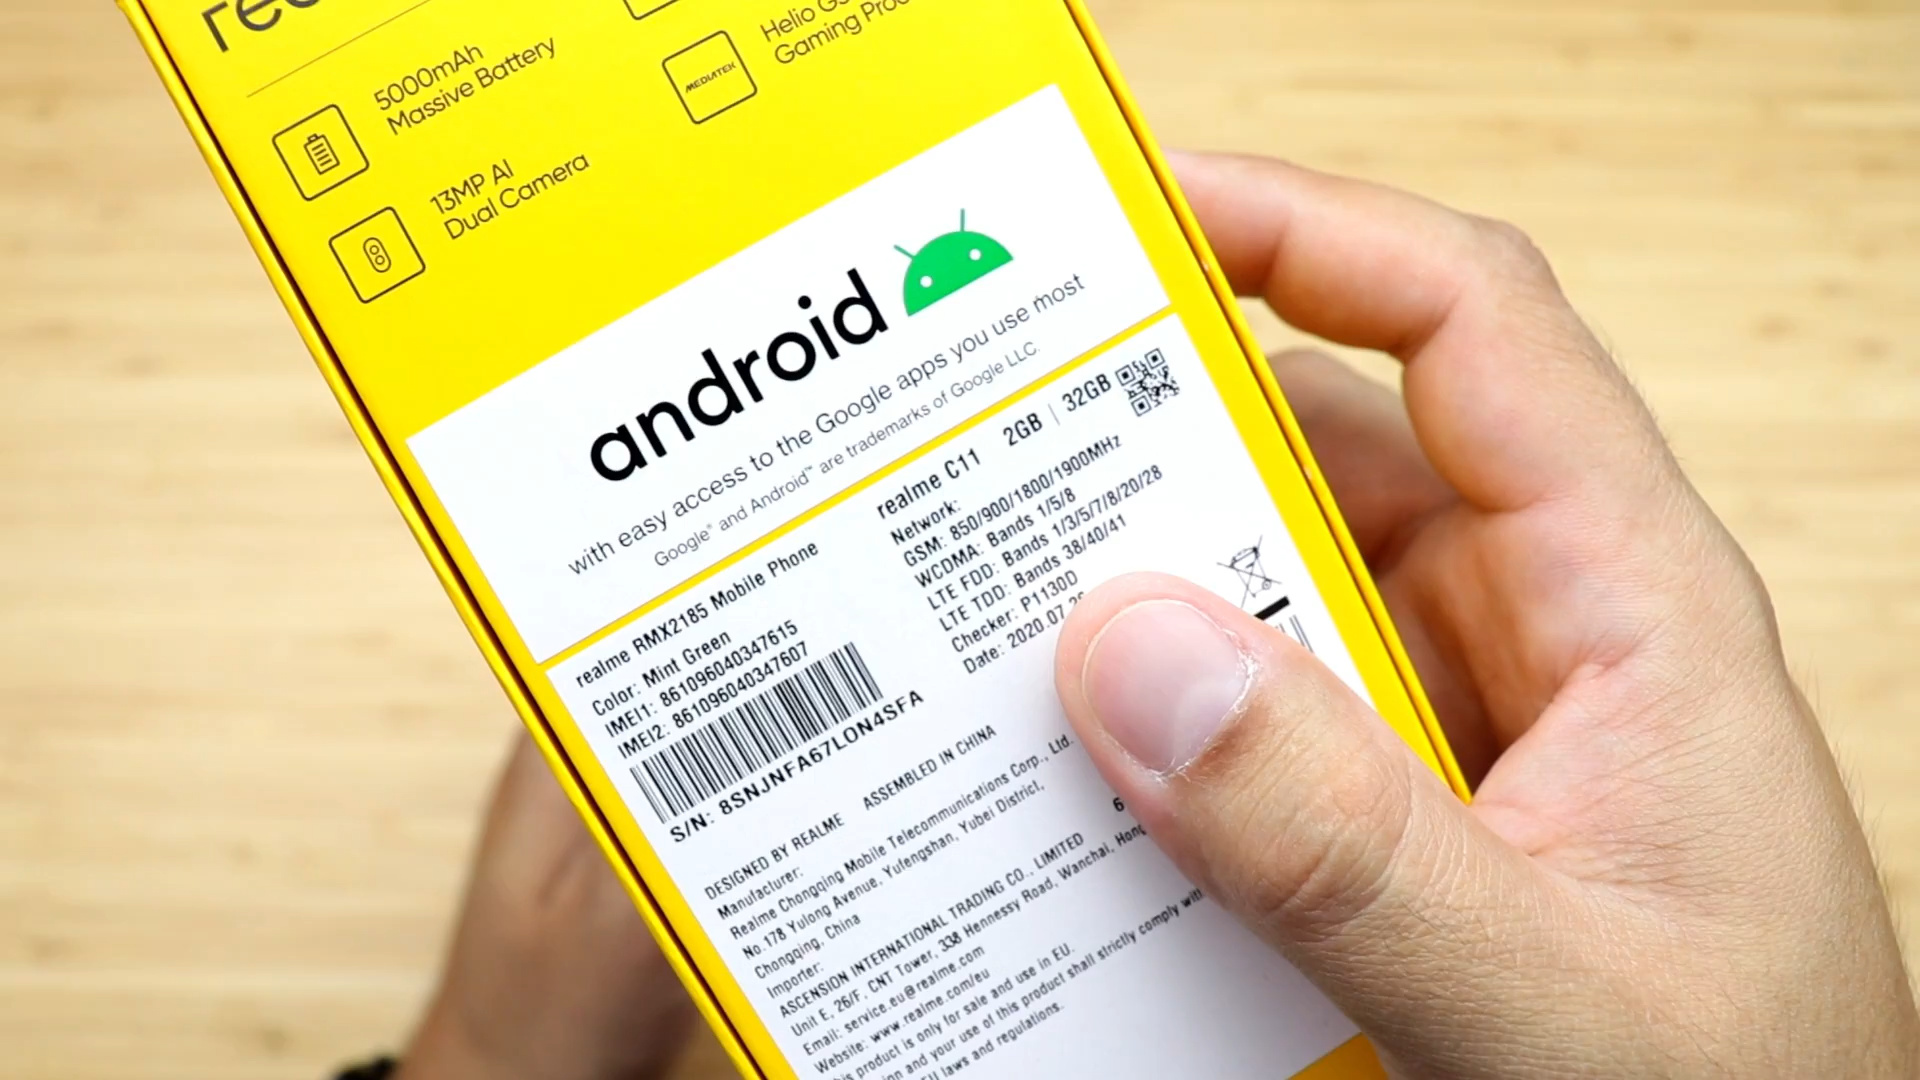 5000mAh
Massive Battery
13MP AI
Dual Camera
MEDIATEK
Helio
Gaming
android
with easy access to the Google apps you use most
Google® and Android™ are trademarks of Google LLC.
realme RMX2185 Mobile Phone
Color: Mint Green
IMEI1: 861096040347615
IMEI2: 861096040347607
S/N: 8SNJNFA67LON4SFA
realme C11 2GB | 32GB
Network:
GSM: 850/900/1800/1900MHz
WCDMA: Bands 1/5/8
LTE FDD: Bands 1/3/5/7/8/20/28
LTE TDD: Bands 38/40/41
Checker: P1130D
Date: 2020.07
DESIGNED BY REALME ASSEMBLED IN CHINA
Manufacturer:
Realme Chongqing Mobile Telecommunications Corp., Ltd.
No.178 Yulong Avenue, Yufengshan, Yubei District,
Chongqing, China
Importer:
ASCENSION INTERNATIONAL TRADING CO., LIMITED
Unit E, 26/F, CNT Tower, 338 Hennessy Road, Wanchai,
Email: service.eu@realme.com
Website: www.realme.com/eu
product is only for sale and use in EU.
and your use of this product shall strictly comply with
laws and regulations.